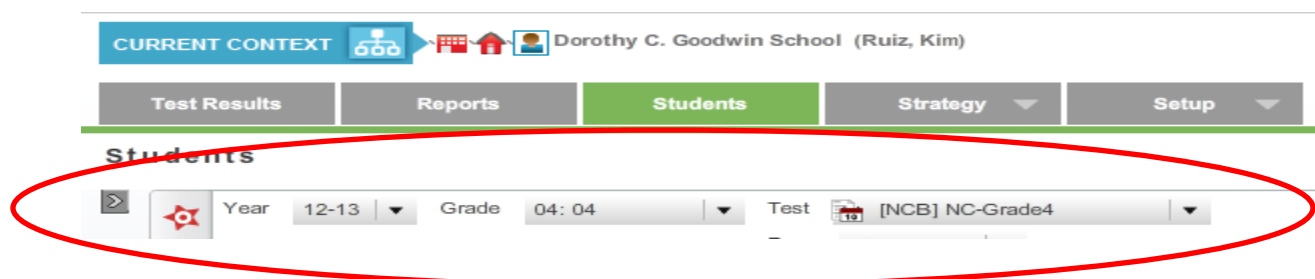 CURRENT CONTEXT Dorothy C. Goodwin School (Ruiz, Kim)
Test Results Reports Students Strategy Setup
Students
Year 12-13 Grade 04: 04 Test [NCB] NC-Grade4